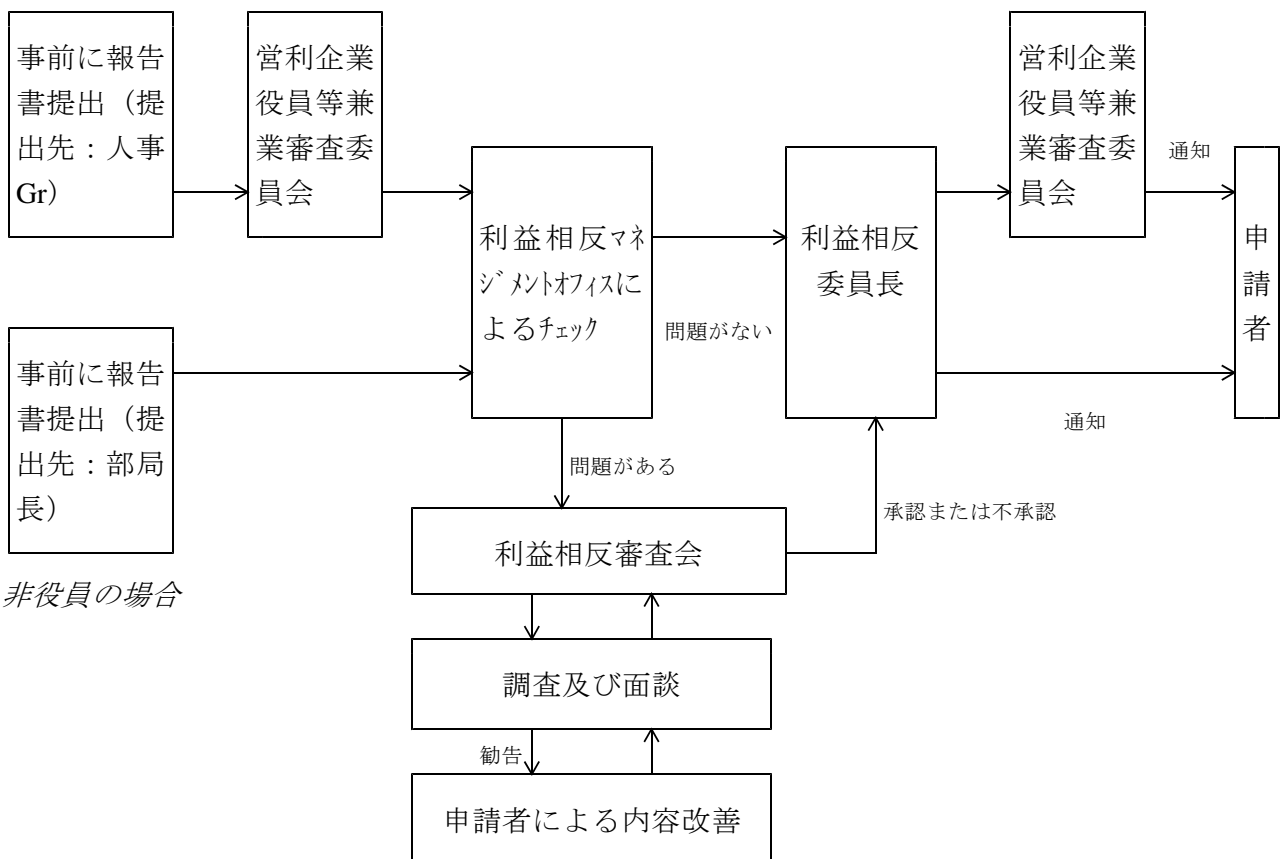 事前に報告
書提出（提
出先：人事
Gr）
営利企業
役員等兼
業審査委
員会
利益相反ﾏﾈ
ｼﾞﾒﾝﾄｵﾌｨｽに
よるﾁｪｯｸ
問題がない
利益相反
委員長
営利企業
役員等兼
業審査委
員会
通知
申
請
者
事前に報告
書提出（提
出先：部局
長）
非役員の場合
通知
問題がある
承認または不承認
利益相反審査会
調査及び面談
勧告
申請者による内容改善